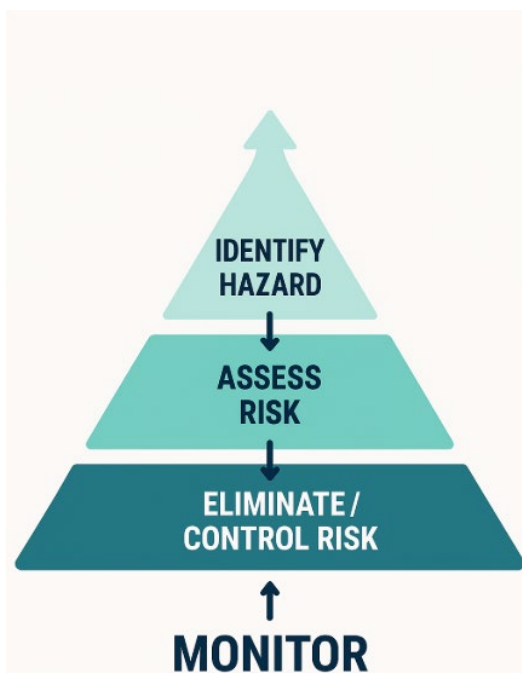 IDENTIFY
HAZARD
ASSESS
RISK
ELIMINATE /
CONTROL RISK
MONITOR